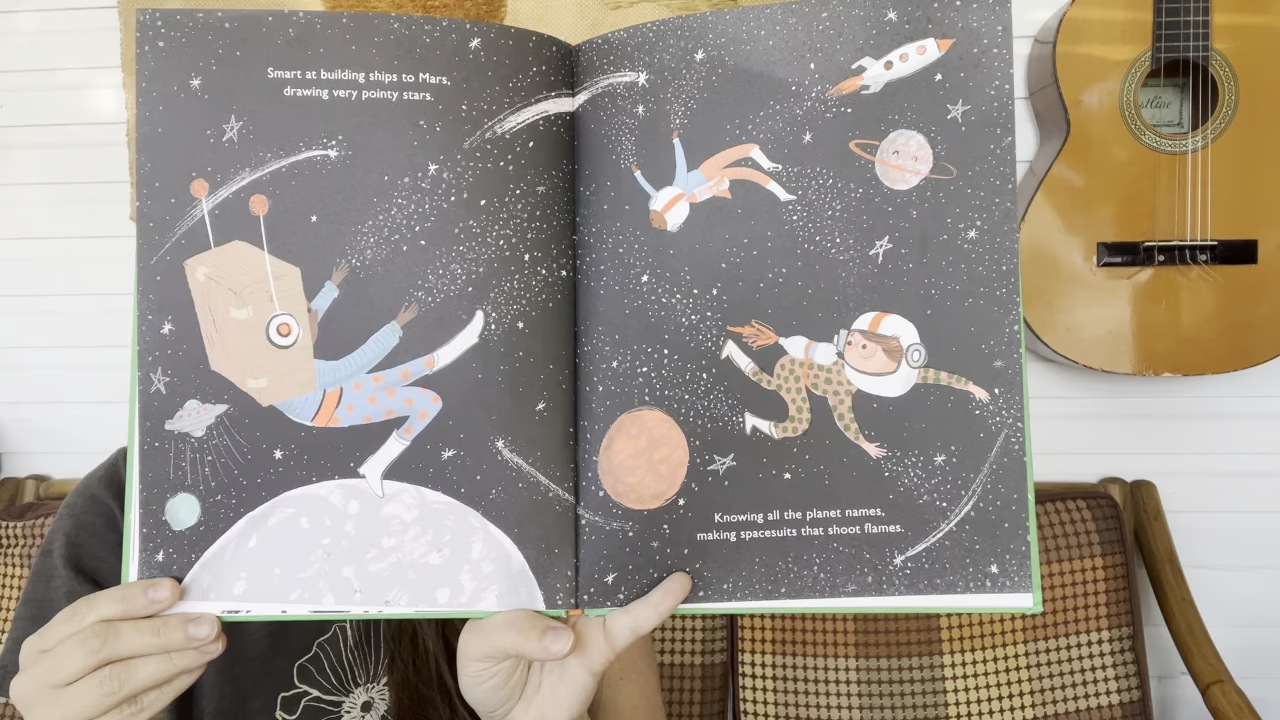 Smart at building ships to Mars,
drawing very pointy stars.
Knowing all the planet names,
making spacesuits that shoot flames.